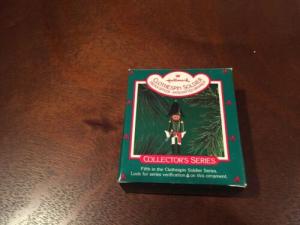 Hallmark
CLOTHESPIN SOLDIER
COLLECTOR'S SERIES
Fifth in the Clothespin Soldier Series.
Look for series verification on this ornament.